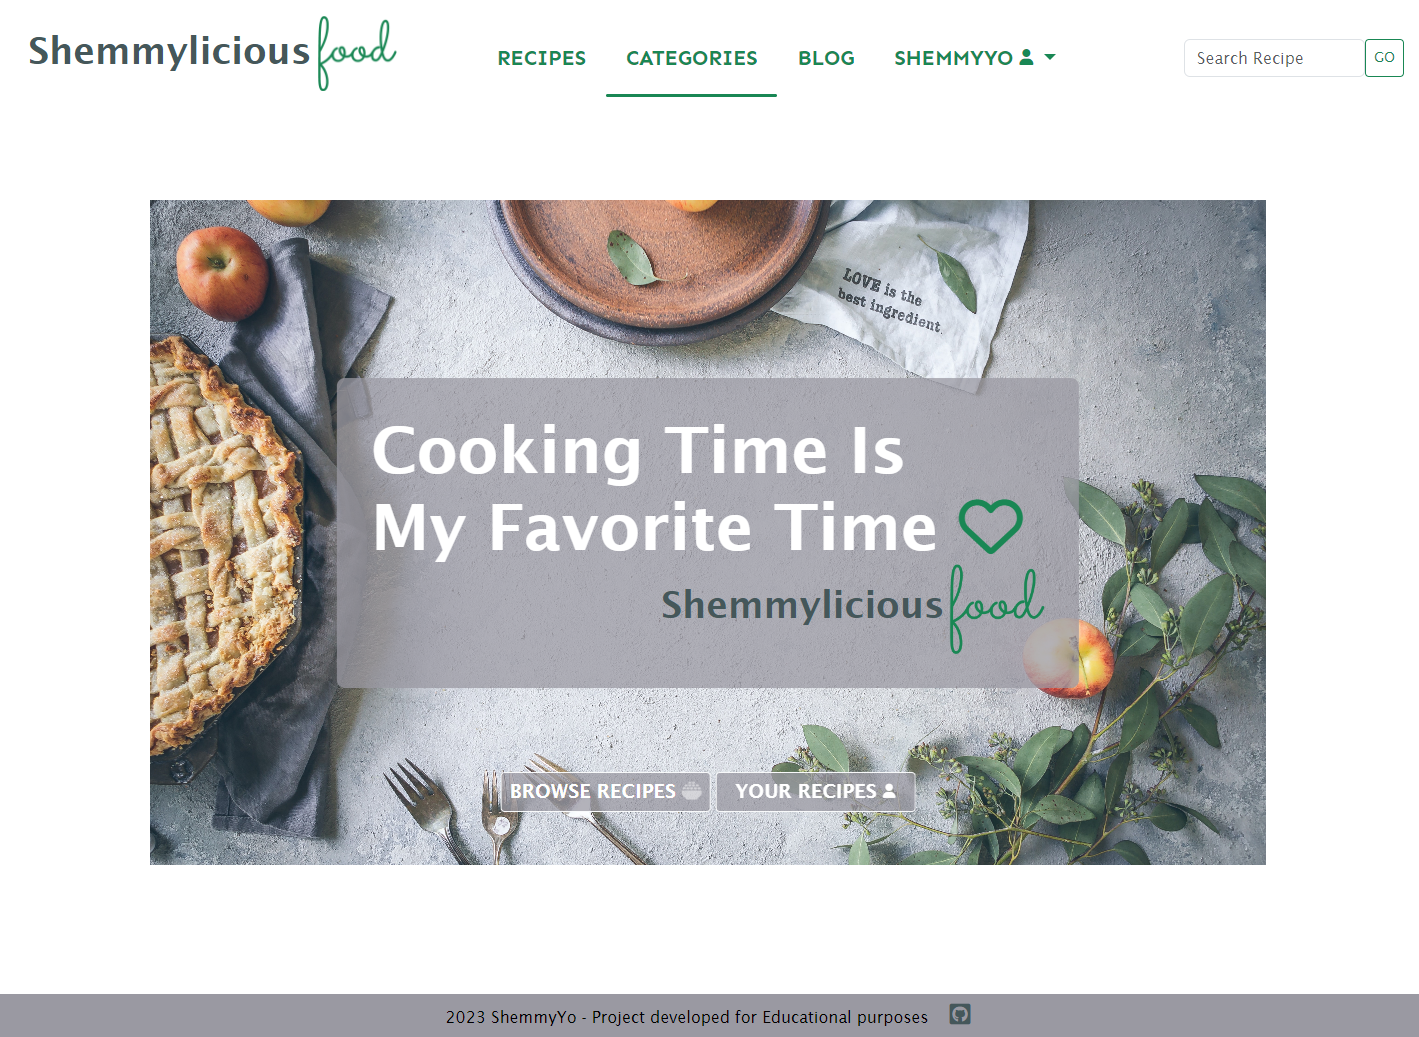 Shemmylicious food
RECIPES CATEGORIES BLOG SHEMMYYO
Search Recipe GO
LOVE is the
best ingredient
Cooking Time Is
My Favorite Time
Shemmylicious food
BROWSE RECIPES YOUR RECIPES
2023 ShemmyYo - Project developed for Educational purposes